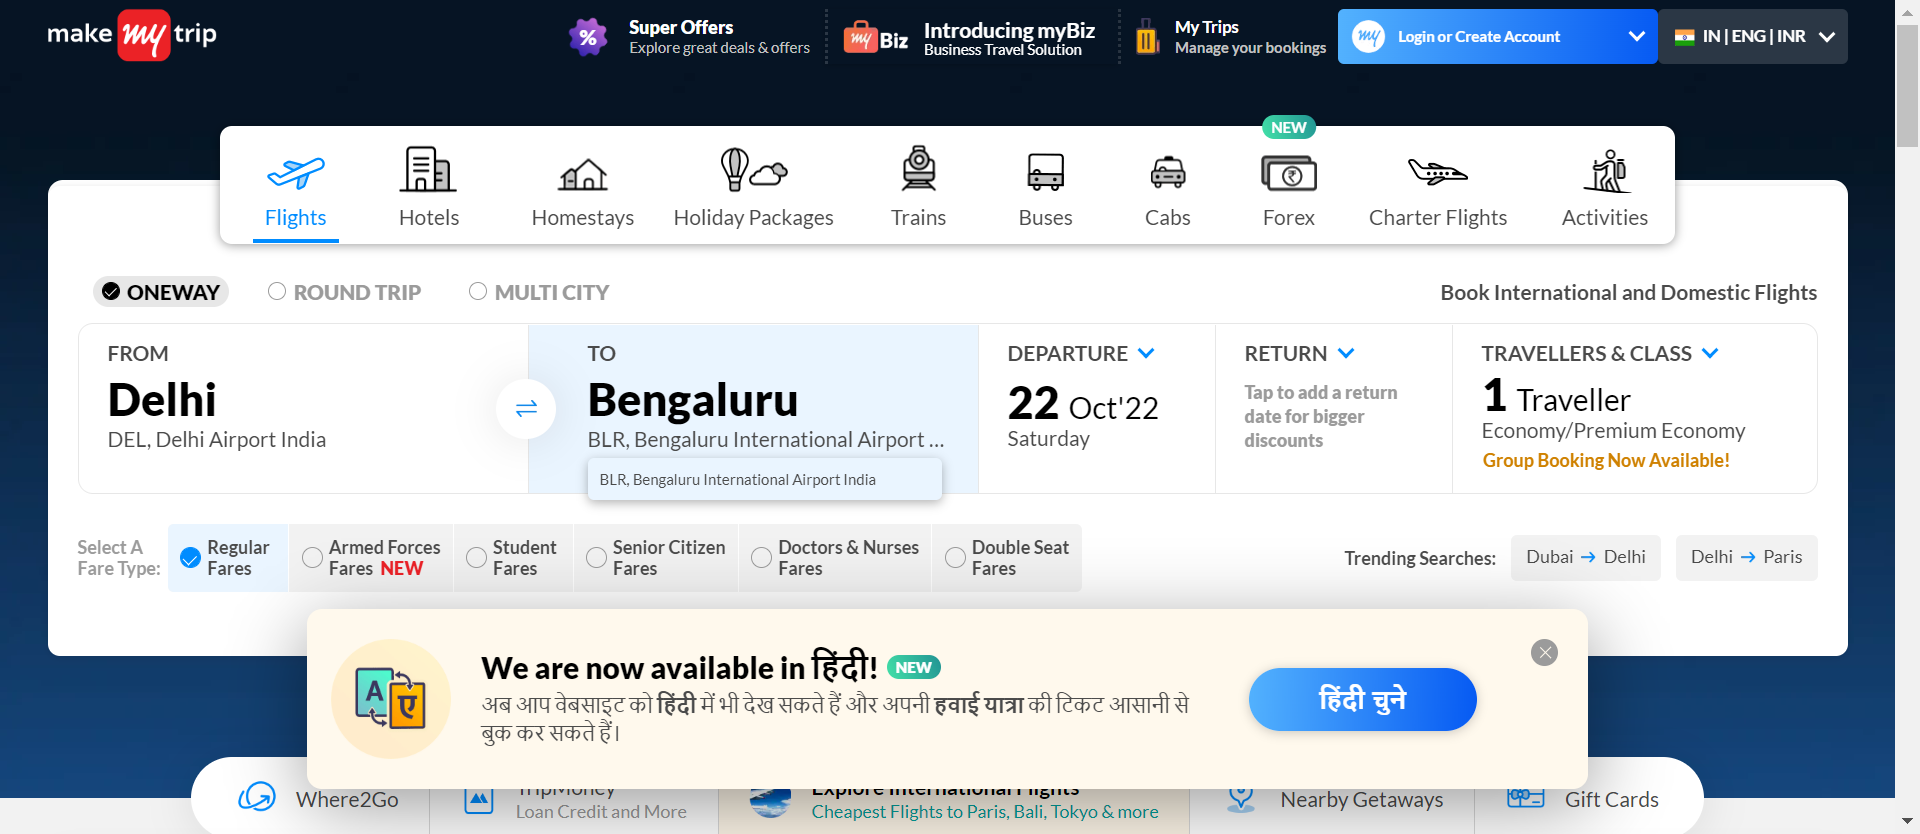 make my trip
%
Super Offers
Explore great deals & offers
my Biz
Introducing myBiz
Business Travel Solution
My Trips
Manage your bookings
my
Login or Create Account
IN | ENG | INR
NEW
Flights
Hotels
Homestays
Holiday Packages
Trains
Buses
Cabs
Forex
Charter Flights
Activities
ONEWAY
ROUND TRIP
MULTI CITY
Book International and Domestic Flights
FROM
Delhi
DEL, Delhi Airport India
TO
Bengaluru
BLR, Bengaluru International Airport ...
BLR, Bengaluru International Airport India
DEPARTURE
22 Oct'22
Saturday
RETURN
Tap to add a return
date for bigger
discounts
TRAVELLERS & CLASS
1 Traveller
Economy/Premium Economy
Group Booking Now Available!
Select A
Fare Type:
Regular
Fares
Armed Forces
Fares NEW
Student
Fares
Senior Citizen
Fares
Doctors & Nurses
Fares
Double Seat
Fares
Trending Searches:
Dubai → Delhi
Delhi → Paris
A
ए
We are now available in हिंदी! NEW
अब आप वेबसाइट को हिंदी में भी देख सकते हैं और अपनी हवाई यात्रा की टिकट आसानी से
बुक कर सकते हैं।
हिंदी चुने
Where2Go
TripMoney
Loan Credit and More
Explore International Flights
Cheapest Flights to Paris, Bali, Tokyo & more
Nearby Getaways
Gift Cards